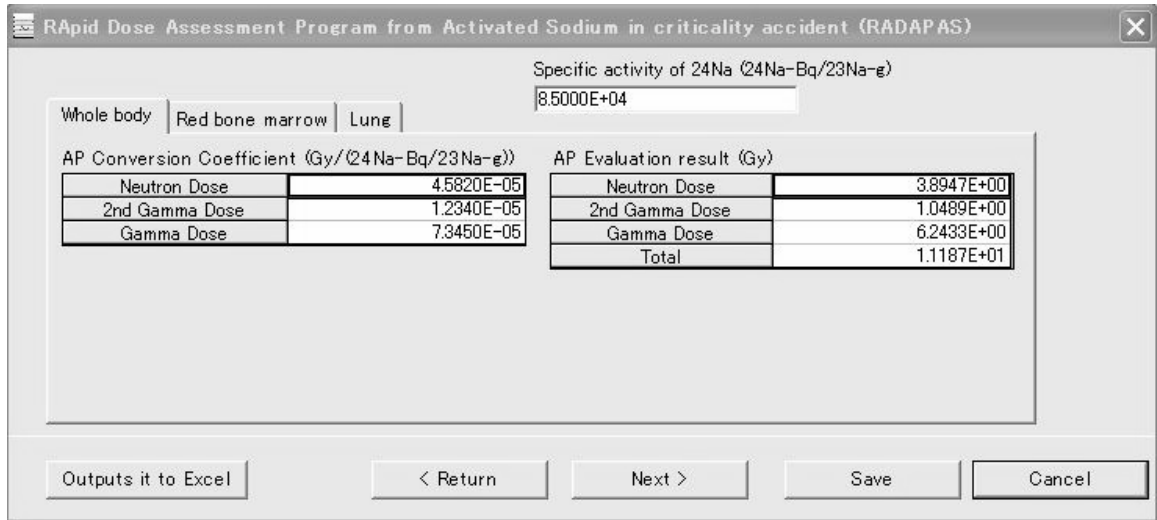 RApid Dose Assessment Program from Activated Sodium in criticality accident (RADAPAS)
Specific activity of 24Na (24Na-Bq/23Na-g)
8.5000E+04
Whole body Red bone marrow Lung
AP Conversion Coefficient (Gy/(24Na-Bq/23Na-g)) AP Evaluation result (Gy)
Neutron Dose 4.5820E-05 Neutron Dose 3.8947E+00
2nd Gamma Dose 1.2340E-05 2nd Gamma Dose 1.0489E+00
Gamma Dose 7.3450E-05 Gamma Dose 6.2433E+00
Total 1.1187E+01
Outputs it to Excel < Return Next > Save Cancel